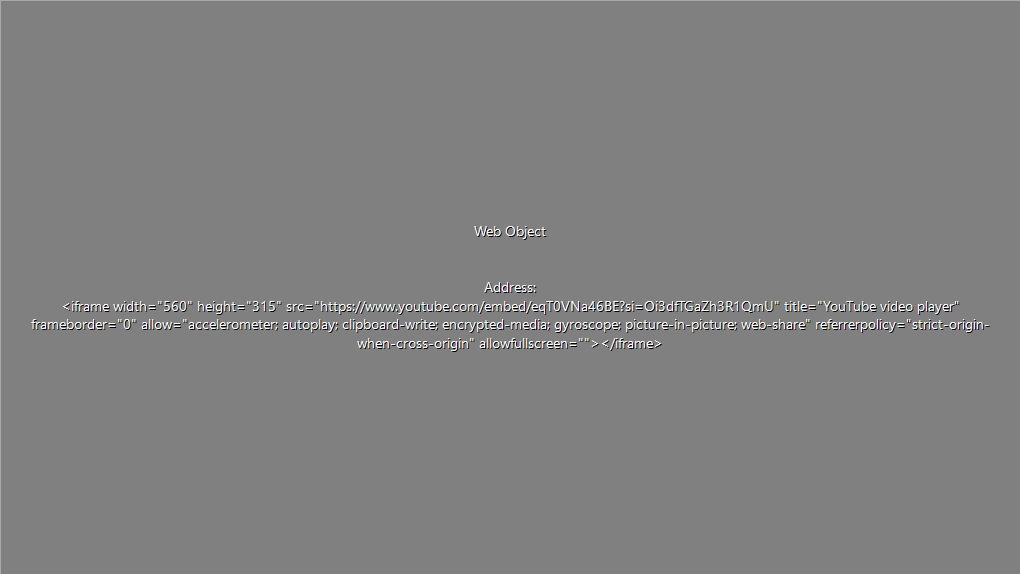 Web Object
Address:
<iframe width="560" height="315" src="https://www.youtube.com/embed/eqT0VNa46BE?si=Oi3dfTGaZh3R1QmU" title="YouTube video player"
frameborder="0" allow="accelerometer; autoplay; clipboard-write; encrypted-media; gyroscope; picture-in-picture; web-share" referrerpolicy="strict-origin-
when-cross-origin" allowfullscreen=""></iframe>